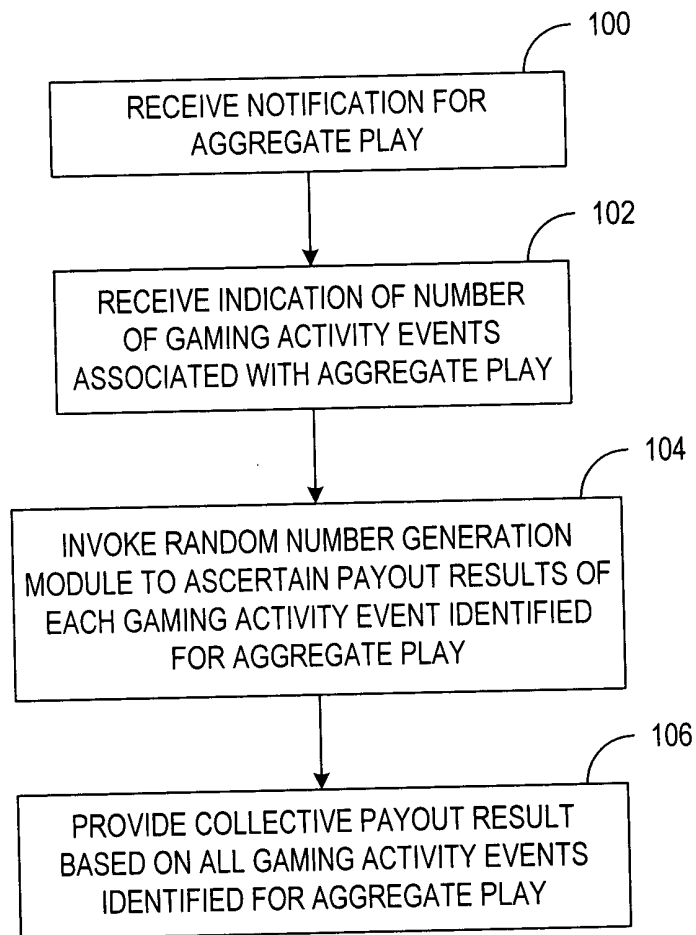 100
RECEIVE NOTIFICATION FOR
AGGREGATE PLAY
102
RECEIVE INDICATION OF NUMBER
OF GAMING ACTIVITY EVENTS
ASSOCIATED WITH AGGREGATE PLAY
104
INVOKE RANDOM NUMBER GENERATION
MODULE TO ASCERTAIN PAYOUT RESULTS OF
EACH GAMING ACTIVITY EVENT IDENTIFIED
FOR AGGREGATE PLAY
106
PROVIDE COLLECTIVE PAYOUT RESULT
BASED ON ALL GAMING ACTIVITY EVENTS
IDENTIFIED FOR AGGREGATE PLAY